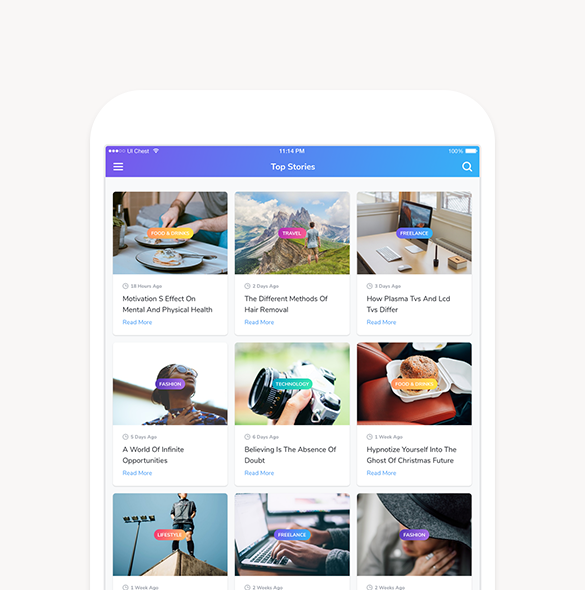 UI Chest
11:14 PM
100%
Top Stories
FOOD & DRINKS
TRAVEL
FREELANCE
18 Hours Ago
2 Days Ago
3 Days Ago
Motivation S Effect On
Mental And Physical Health
The Different Methods Of
Hair Removal
How Plasma Tvs And Lcd
Tvs Differ
Read More
Read More
Read More
FASHION
TECHNOLOGY
FOOD & DRINKS
5 Days Ago
6 Days Ago
1 Week Ago
A World Of Infinite
Opportunities
Believing Is The Absence Of
Doubt
Hypnotize Yourself Into The
Ghost Of Christmas Future
Read More
Read More
Read More
LIFESTYLE
FREELANCE
FASHION
1 Week Ago
2 Weeks Ago
2 Weeks Ago